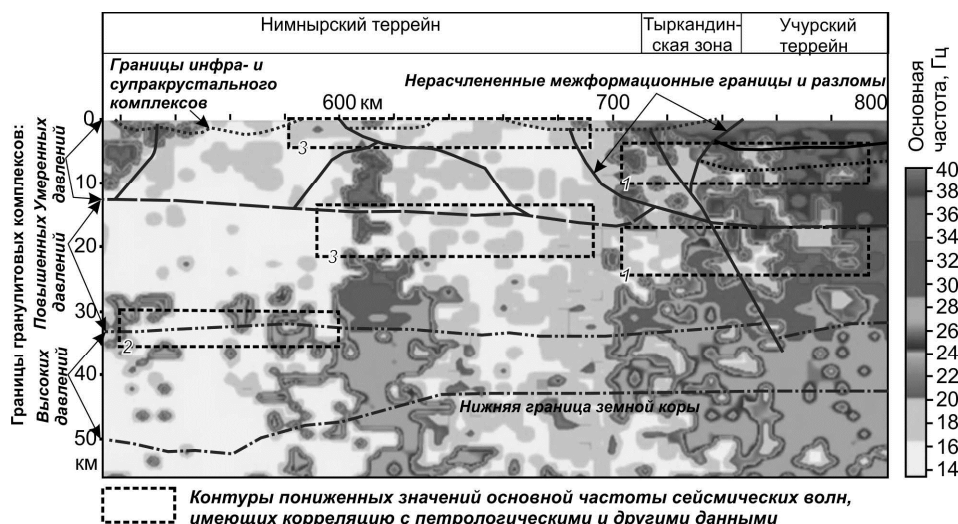 Нимнырский террейн
Тыркандин-
ская зона
Учурский
террейн
Границы инфра- и
супракрустального
комплексов
Нерасчлененные межформационные границы и разломы
600 км
700
800
Основная
частота, Гц
Границы гранулитовых комплексов:
Умеренных
давлений
Повышенных
давлений
Высоких
давлений
0
10
20
30
40
50
км
3
1
3
1
2
Нижняя граница земной коры
40
38
34
32
30
28
26
24
20
20
18
16
14
Контуры пониженных значений основной частоты сейсмических волн,
имеющих корреляцию с петрологическими и другими данными